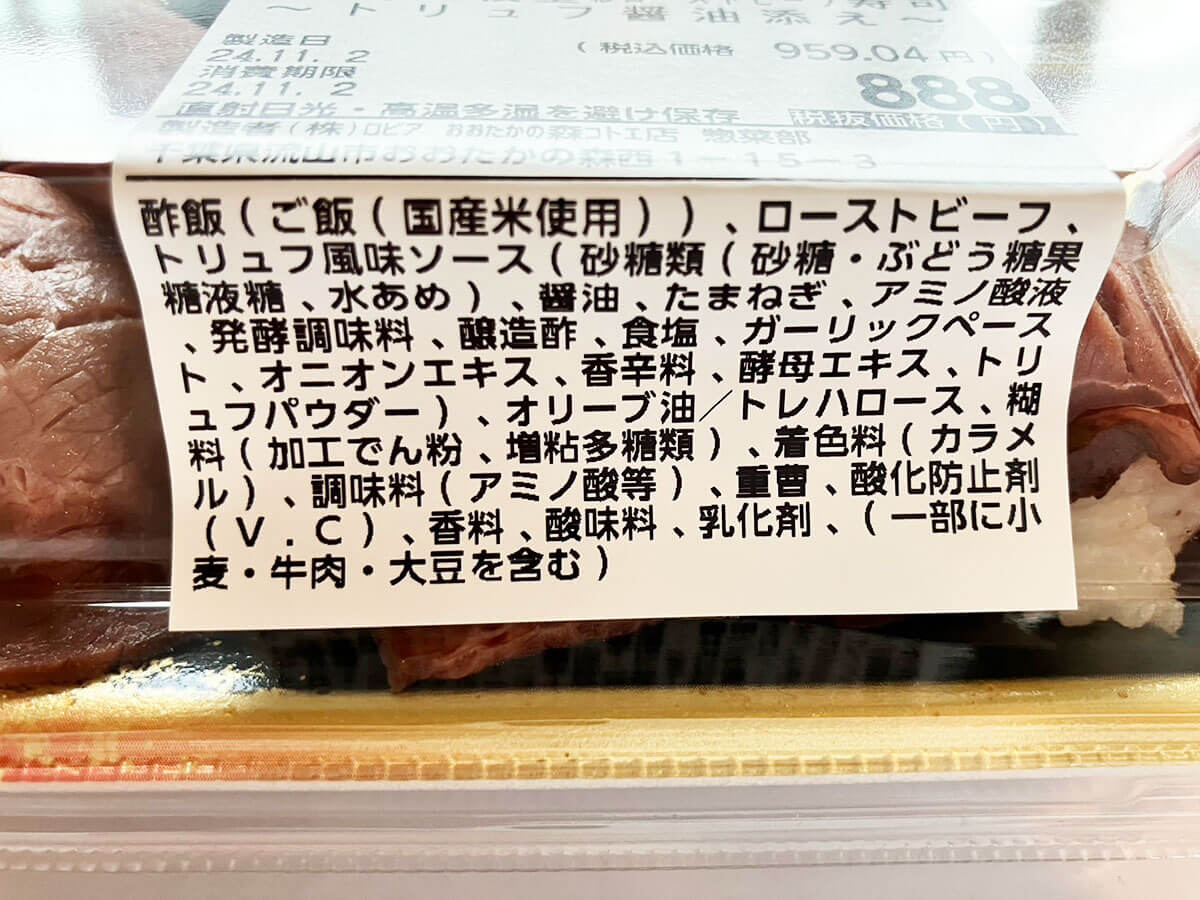 寿司
～トリュフ醤油添え～
製造日
24.11. 2 (税込価格 959.04円)
消費期限
24.11. 2 888
直射日光・高温多湿を避け保存 税抜価格(円)
製造者(株)ロピア おおたかの森コトエ店 惣菜部
千葉県流山市おおたかの森西1-15-3
酢飯(ご飯(国産米使用))、ローストビーフ、
トリュフ風味ソース(砂糖類(砂糖・ぶどう糖果
糖液糖、水あめ)、醤油、たまねぎ、アミノ酸液
、発酵調味料、醸造酢、食塩、ガーリックペース
ト、オニオンエキス、香辛料、酵母エキス、トリ
ュフパウダー)、オリーブ油／トレハロース、糊
料(加工でん粉、増粘多糖類)、着色料(カラメ
ル)、調味料(アミノ酸等)、重曹、酸化防止剤
(V.C)、香料、酸味料、乳化剤、(一部に小
麦・牛肉・大豆を含む)